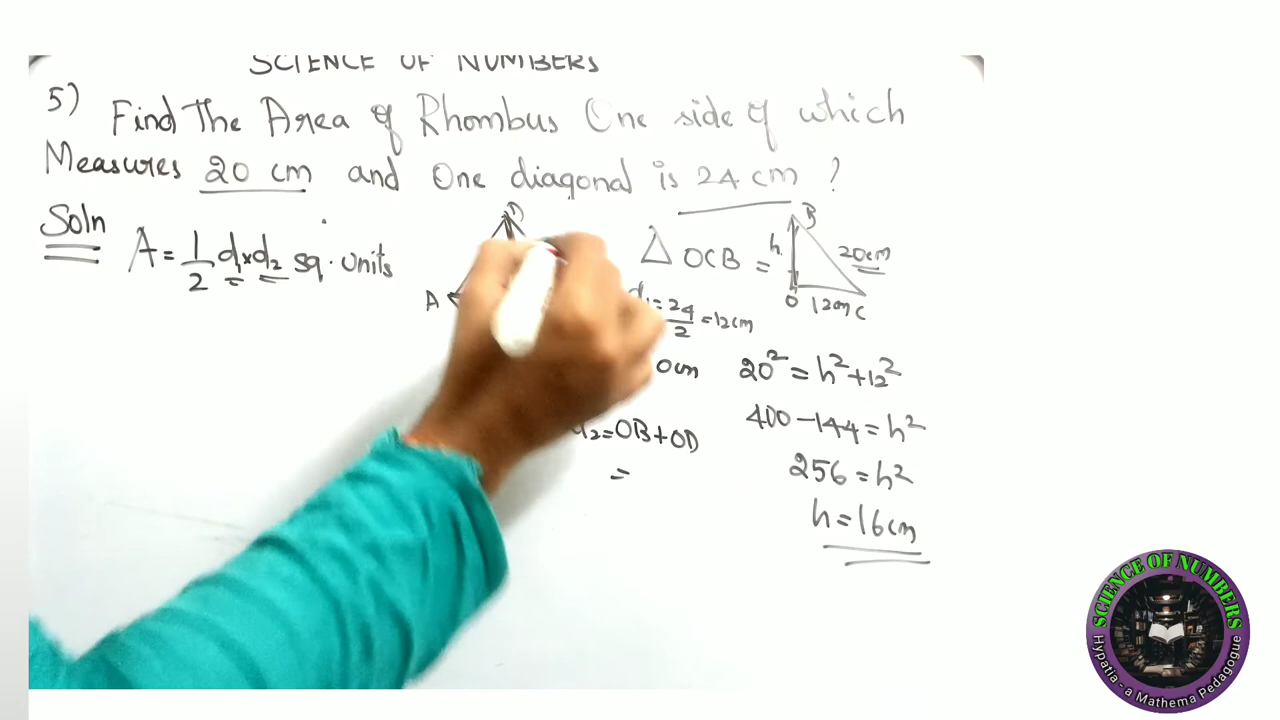 SCIENCE OF NUMBERS
5) Find The Area of Rhombus One side of which
Measures 20 cm and One diagonal is 24 cm ?
Soln
A = 1/2 d1×d2 sq. units
D
A
△ OCB =
h
B
20cm
O 12cm C
= 24/2 = 12cm
0cm
d2 = OB+OD
=
20² = h²+12²
400 − 144 = h²
256 = h²
h = 16cm
SCIENCE OF NUMBERS
Hypatia - a Mathema Pedagogue